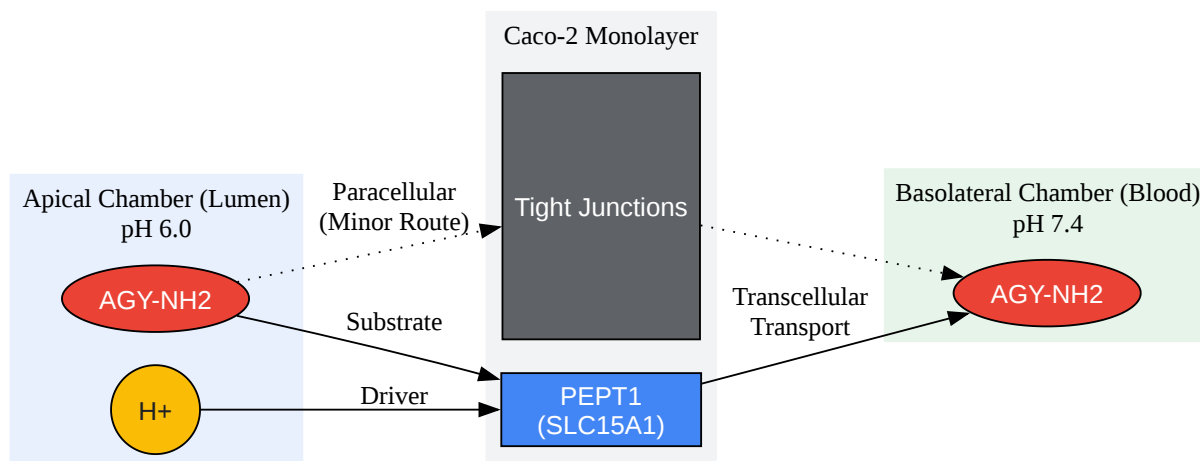 Caco-2 Monolayer
Tight Junctions
Apical Chamber (Lumen)
pH 6.0
Paracellular
(Minor Route)
Basolateral Chamber (Blood)
pH 7.4
AGY-NH2
AGY-NH2
Substrate
Transcellular
Transport
H+
Driver
PEPT1
(SLC15A1)